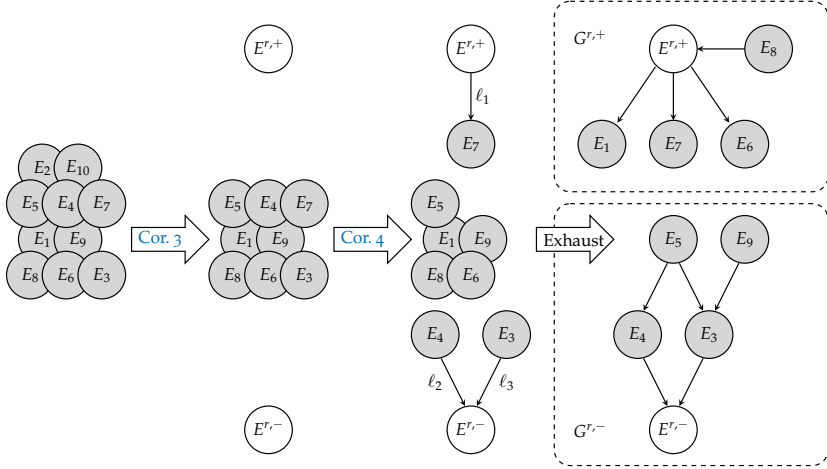 E^{r,+}
E^{r,+}
G^{r,+}
E^{r,+}
E_8
ℓ_1
E_7
E_1
E_7
E_6
E_2
E_{10}
E_5
E_4
E_7
E_1
E_9
E_8
E_6
E_3
Cor. 3
E_5
E_4
E_7
E_1
E_9
E_8
E_6
E_3
Cor. 4
E_5
E_1
E_9
E_8
E_6
Exhaust
E_5
E_9
E_4
E_3
E_4
E_3
ℓ_2
ℓ_3
E^{r,−}
E^{r,−}
G^{r,−}
E^{r,−}